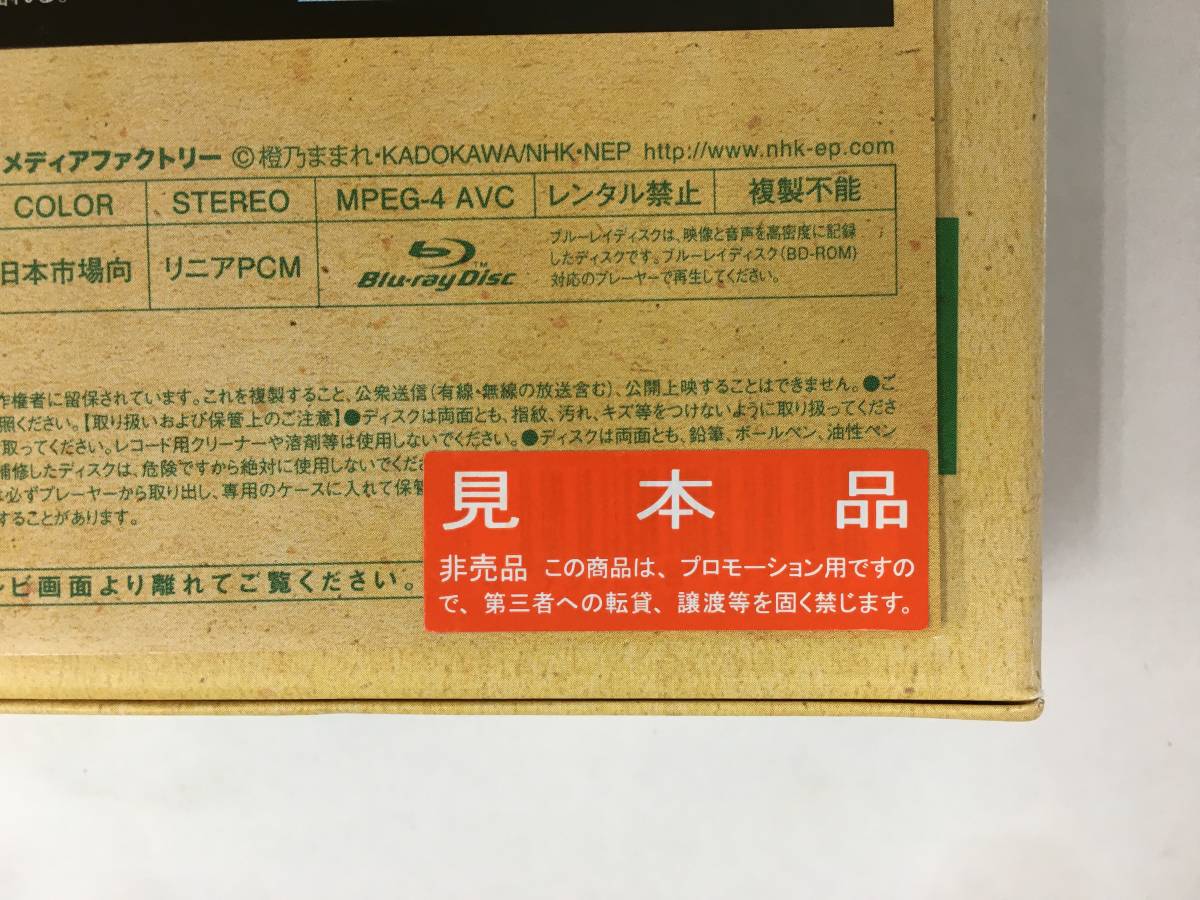 メディアファクトリー ©橙乃ままれ・KADOKAWA/NHK・NEP http://www.nhk-ep.com
COLOR STEREO MPEG-4 AVC レンタル禁止 複製不能
日本市場向 リニアPCM Blu-ray Disc™
ブルーレイディスクは、映像と音声を高密度に記録
したディスクです。ブルーレイディスク(BD-ROM)
対応のプレーヤーで再生してください。
作権者に留保されています。これを複製すること、公衆送信(有線・無線の放送含む)、公開上映することはできません。●ご
照ください。【取り扱いおよび保管上のご注意】●ディスクは両面とも、指紋、汚れ、キズ等をつけないように取り扱ってくださ
取ってください。レコード用クリーナーや溶剤等は使用しないでください。●ディスクは両面とも、鉛筆、ボールペン、油性ペン
補修したディスクは、危険ですから絶対に使用しないでくださ
は必ずプレーヤーから取り出し、専用のケースに入れて保管
することがあります。
レビ画面より離れてご覧ください。
見本品
非売品 この商品は、プロモーション用ですの
で、第三者への転貸、譲渡等を固く禁じます。